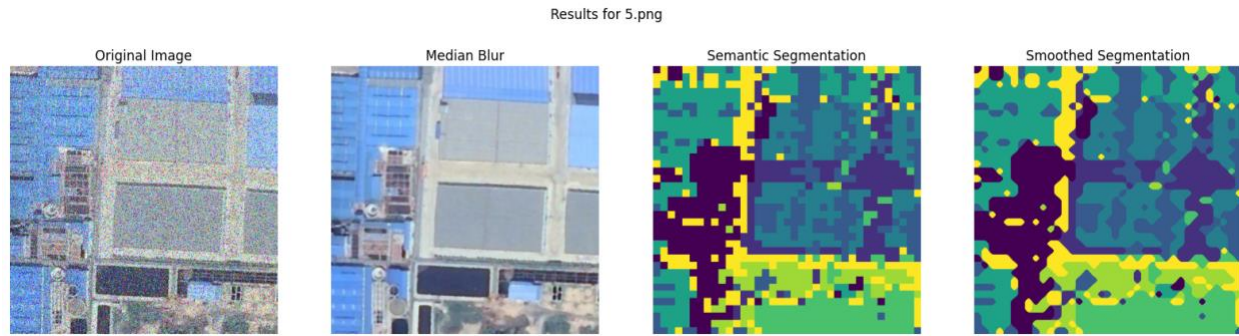 Results for 5.png
Original Image
Median Blur
Semantic Segmentation
Smoothed Segmentation